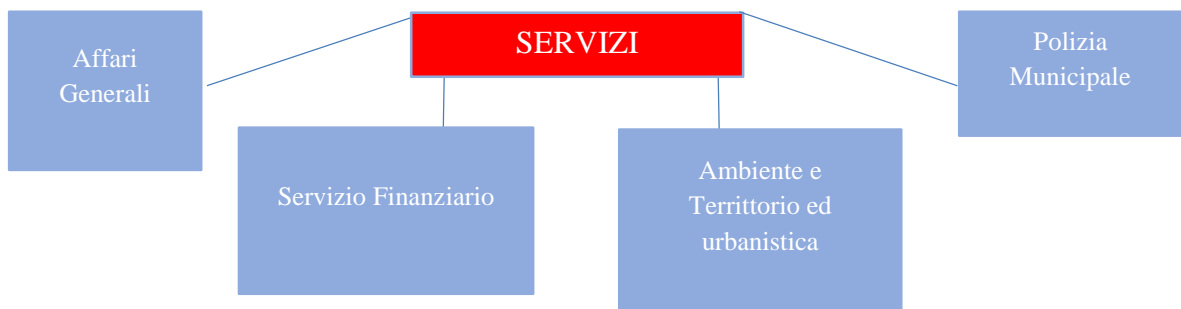 SERVIZI
Affari
Generali
Polizia
Municipale
Servizio Finanziario
Ambiente e
Territtorio ed
urbanistica